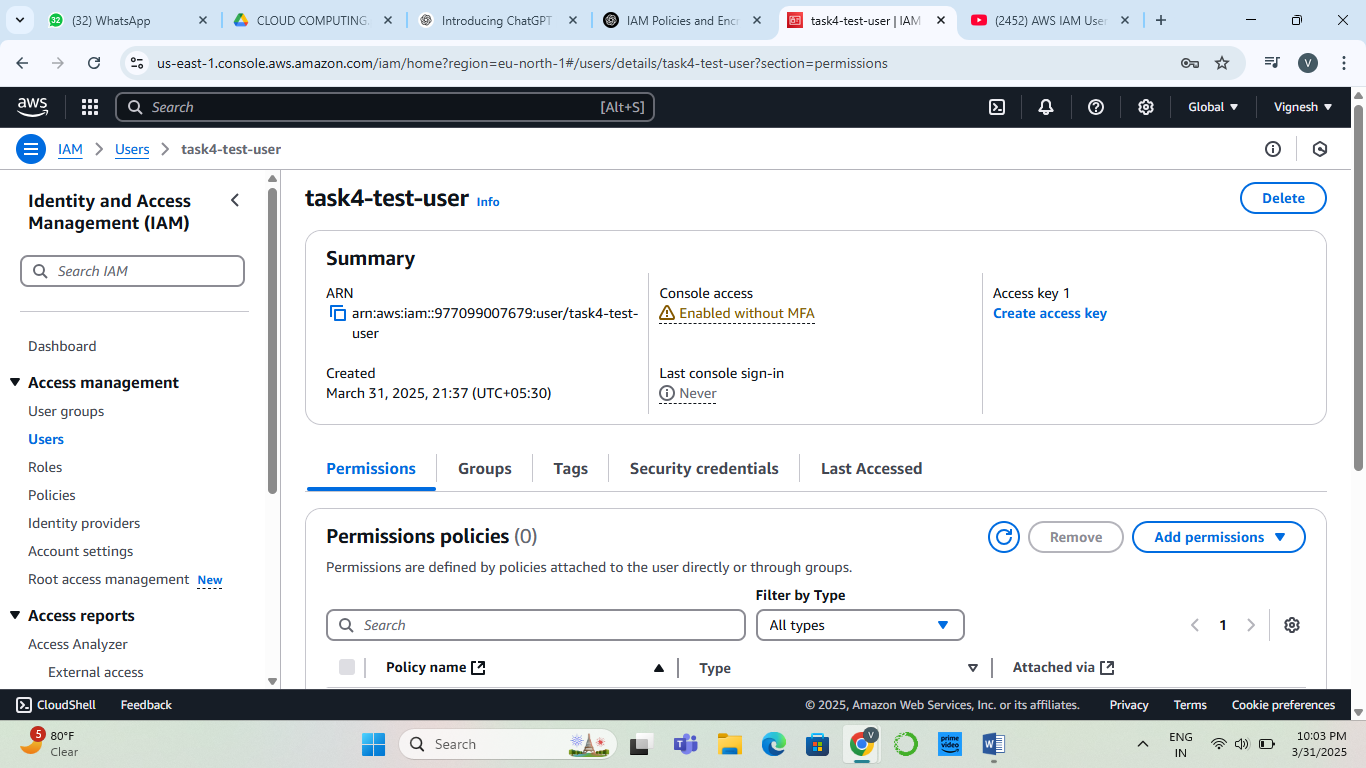 (32) WhatsApp
CLOUD COMPUTING.
Introducing ChatGPT
IAM Policies and Encr
task4-test-user | IAM
(2452) AWS IAM User
us-east-1.console.aws.amazon.com/iam/home?region=eu-north-1#/users/details/task4-test-user?section=permissions
V
aws
Search
[Alt+S]
Global
Vignesh
IAM
Users
task4-test-user
Identity and Access
Management (IAM)
Search IAM
Dashboard
Access management
User groups
Users
Roles
Policies
Identity providers
Account settings
Root access management New
Access reports
Access Analyzer
External access
task4-test-user Info
Delete
Summary
ARN
arn:aws:iam::977099007679:user/task4-test-
user
Created
March 31, 2025, 21:37 (UTC+05:30)
Console access
Enabled without MFA
Last console sign-in
Never
Access key 1
Create access key
Permissions
Groups
Tags
Security credentials
Last Accessed
Permissions policies (0)
Remove
Add permissions
Permissions are defined by policies attached to the user directly or through groups.
Filter by Type
Search
All types
1
Policy name
Type
Attached via
CloudShell
Feedback
© 2025, Amazon Web Services, Inc. or its affiliates.
Privacy
Terms
Cookie preferences
5
80°F
Clear
Search
V
prime
video
ENG
IN
10:03 PM
3/31/2025